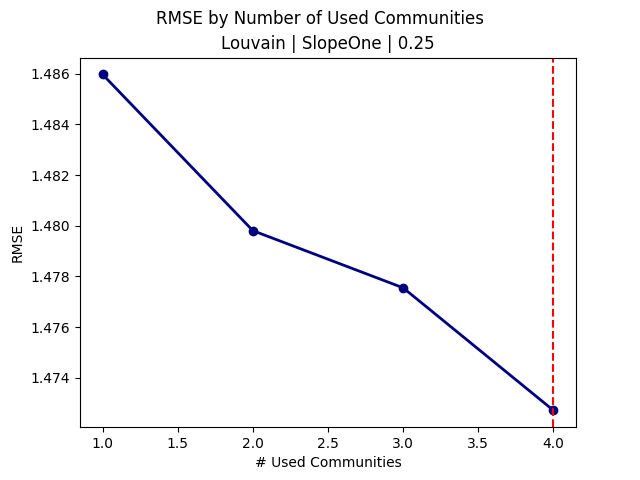 RMSE by Number of Used Communities
Louvain | SlopeOne | 0.25
1.486
1.484
1.482
1.480
1.478
1.476
1.474
RMSE
1.0 1.5 2.0 2.5 3.0 3.5 4.0
# Used Communities